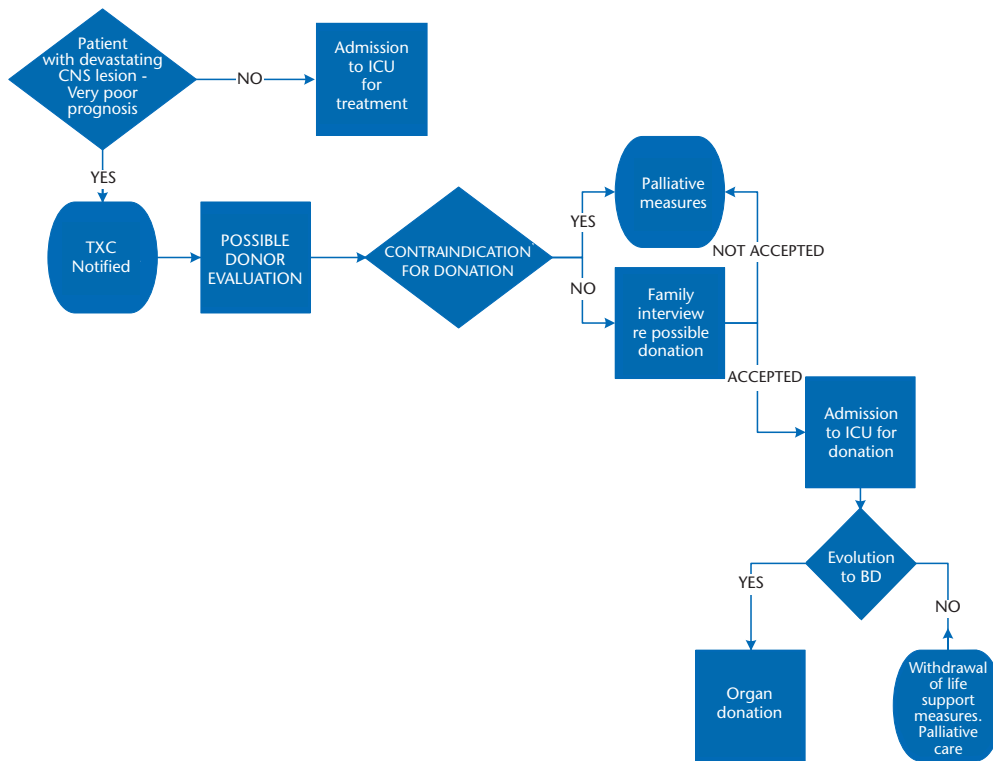 Patient
with devastating
CNS lesion -
Very poor
prognosis
NO
Admission
to ICU
for
treatment
YES
TXC
Notified
POSSIBLE
DONOR
EVALUATION
CONTRAINDICATION
FOR DONATION
YES
Palliative
measures
NOT ACCEPTED
NO
Family
interview
re possible
donation
ACCEPTED
Admission
to ICU for
donation
Evolution
to BD
YES
NO
Organ
donation
Withdrawal
of life
support
measures.
Palliative
care